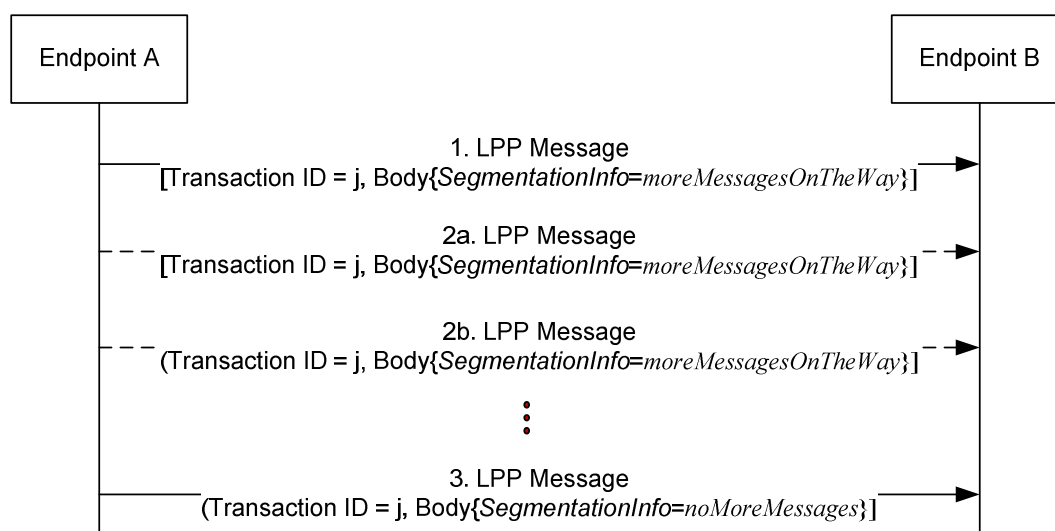 Endpoint A
Endpoint B
1. LPP Message
[Transaction ID = j, Body{SegmentationInfo=moreMessagesOnTheWay}]
2a. LPP Message
[Transaction ID = j, Body{SegmentationInfo=moreMessagesOnTheWay}]
2b. LPP Message
(Transaction ID = j, Body{SegmentationInfo=moreMessagesOnTheWay}]
3. LPP Message
(Transaction ID = j, Body{SegmentationInfo=noMoreMessages}]